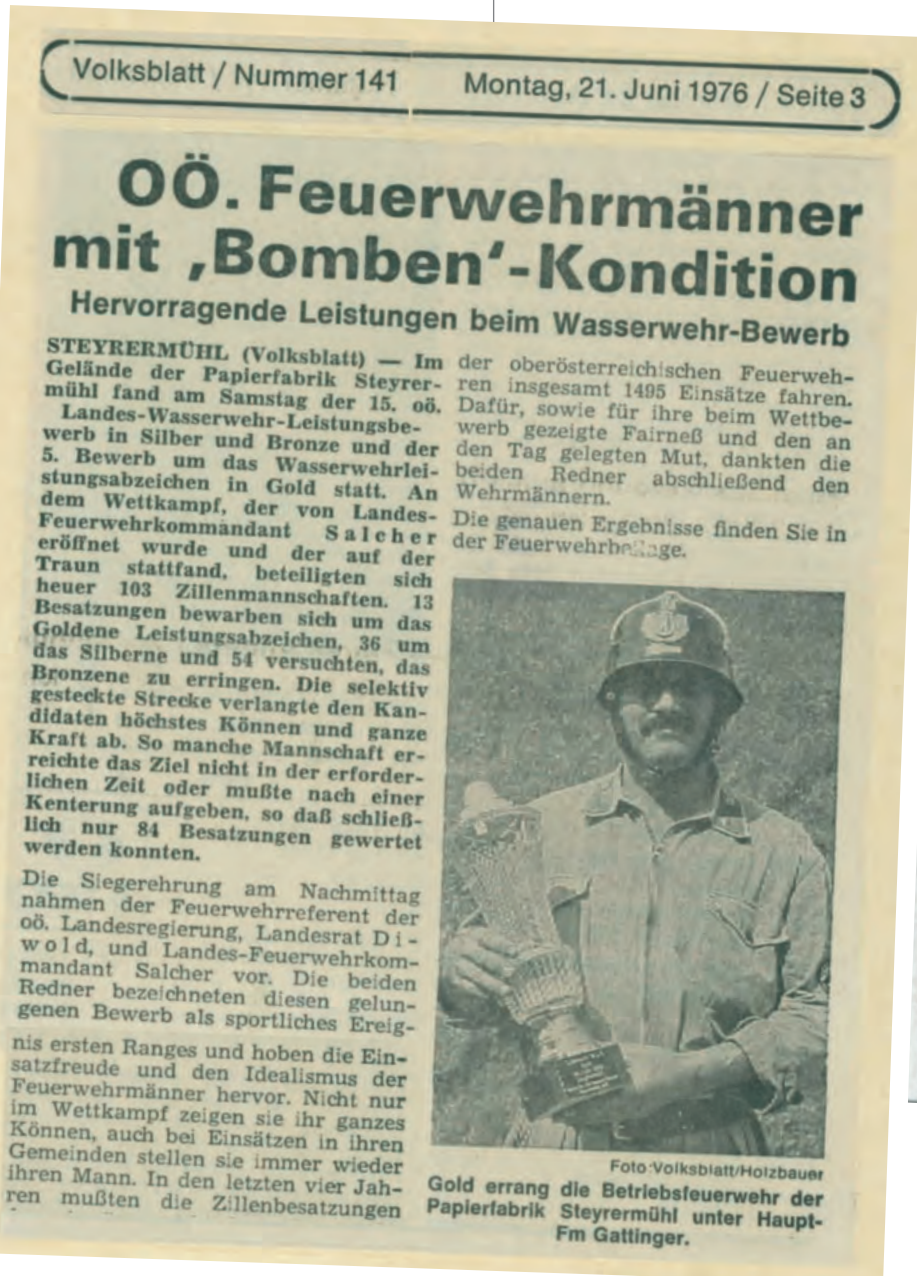 Volksblatt / Nummer 141 Montag, 21. Juni 1976 / Seite 3
OÖ. Feuerwehrmänner
mit ‚Bomben'-Kondition
Hervorragende Leistungen beim Wasserwehr-Bewerb
STEYRERMÜHL (Volksblatt) — Im
Gelände der Papierfabrik Steyrer-
mühl fand am Samstag der 15. oö.
Landes-Wasserwehr-Leistungsbe-
werb in Silber und Bronze und der
5. Bewerb um das Wasserwehrlei-
stungsabzeichen in Gold statt. An
dem Wettkampf, der von Landes-
Feuerwehrkommandant Salcher
eröffnet wurde und der auf der
Traun stattfand, beteiligten sich
heuer 103 Zillenmannschaften. 13
Besatzungen bewarben sich um das
Goldene Leistungsabzeichen, 36 um
das Silberne und 54 versuchten, das
Bronzene zu erringen. Die selektiv
gesteckte Strecke verlangte den Kan-
didaten höchstes Können und ganze
Kraft ab. So manche Mannschaft er-
reichte das Ziel nicht in der erforder-
lichen Zeit oder mußte nach einer
Kenterung aufgeben, so daß schließ-
lich nur 84 Besatzungen gewertet
werden konnten.
Die Siegerehrung am Nachmittag
nahmen der Feuerwehrreferent der
oö. Landesregierung, Landesrat Di-
wold, und Landes-Feuerwehrkom-
mandant Salcher vor. Die beiden
Redner bezeichneten diesen gelun-
genen Bewerb als sportliches Ereig-
nis ersten Ranges und hoben die Ein-
satzfreude und den Idealismus der
Feuerwehrmänner hervor. Nicht nur
im Wettkampf zeigen sie ihr ganzes
Können, auch bei Einsätzen in ihren
Gemeinden stellen sie immer wieder
ihren Mann. In den letzten vier Jah-
ren mußten die Zillenbesatzungen
der oberösterreichischen Feuerweh-
ren insgesamt 1495 Einsätze fahren.
Dafür, sowie für ihre beim Wettbe-
werb gezeigte Fairneß und den an
den Tag gelegten Mut, dankten die
beiden Redner abschließend den
Wehrmännern.
Die genauen Ergebnisse finden Sie in
der Feuerwehrbeilage.
Foto: Volksblatt/Holzbauer
Gold errang die Betriebsfeuerwehr der
Papierfabrik Steyrermühl unter Haupt-
Fm Gattinger.